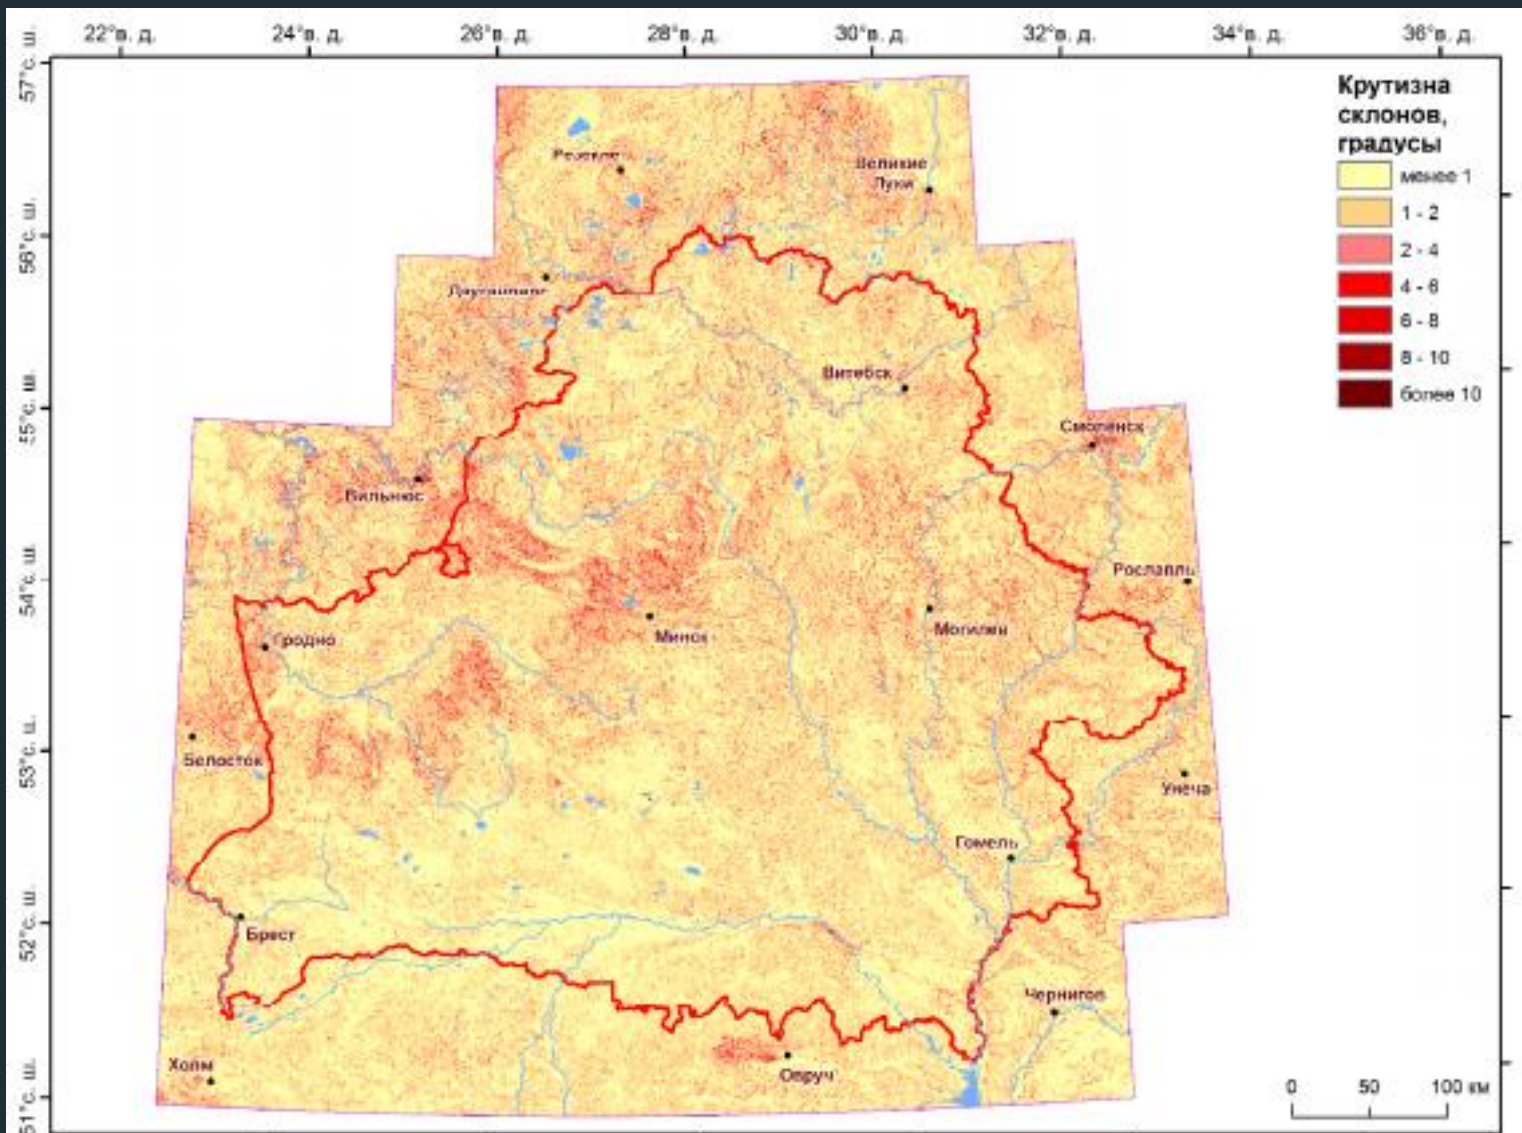 22°в. д. 24°в. д. 26°в. д. 28°в. д. 30°в. д. 32°в. д. 34°в. д. 36°в. д.
57°с. ш.
56°с. ш.
55°с. ш.
54°с. ш.
53°с. ш.
52°с. ш.
51°с. ш.
Крутизна
склонов,
градусы
менее 1
1 - 2
2 - 4
4 - 6
6 - 8
8 - 10
более 10
Резекне
Великие
Луки
Даугавпилс
Витебск
Смоленск
Вильнюс
Рославль
Гродно
Минск
Могилев
Белосток
Унеча
Гомель
Брест
Чернигов
Холм
Овруч
0 50 100 км